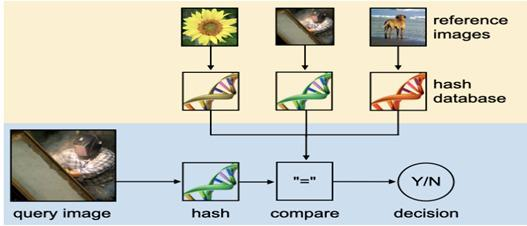 reference
images
hash
database
"="
Y/N
query image
hash
compare
decision